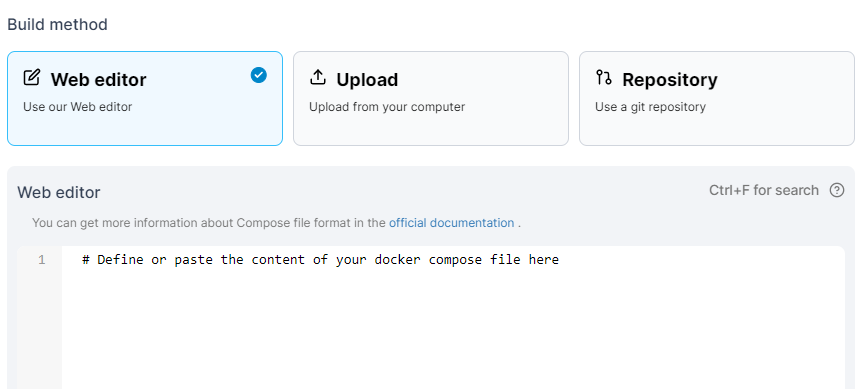 Build method
Web editor
Use our Web editor
Upload
Upload from your computer
Repository
Use a git repository
Web editor
Ctrl+F for search
You can get more information about Compose file format in the official documentation .
1 # Define or paste the content of your docker compose file here